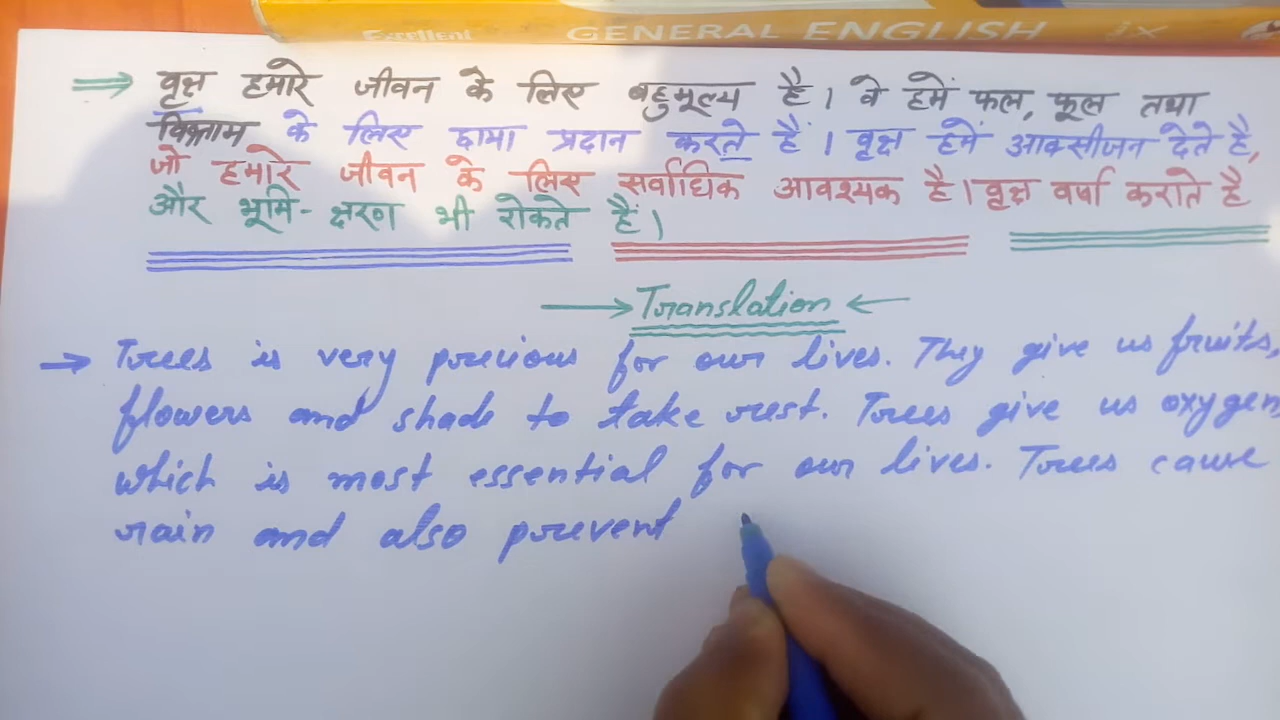 Excellent GENERAL ENGLISH ix
⇒ वृक्ष हमारे जीवन के लिए बहुमूल्य है। वे हमें फल, फूल तथा
विश्राम के लिए छाया प्रदान करते हैं। वृक्ष हमें आक्सीजन देते है,
जो हमारे जीवन के लिए सर्वाधिक आवश्यक है। वृक्ष वर्षा कराते है
और भूमि-क्षरण भी रोकते हैं।
→ Translation ←
→ Trees is very precious for our lives. They give us fruits,
flowers and shade to take rest. Trees give us oxygen
which is most essential for our lives. Trees cause
rain and also prevent